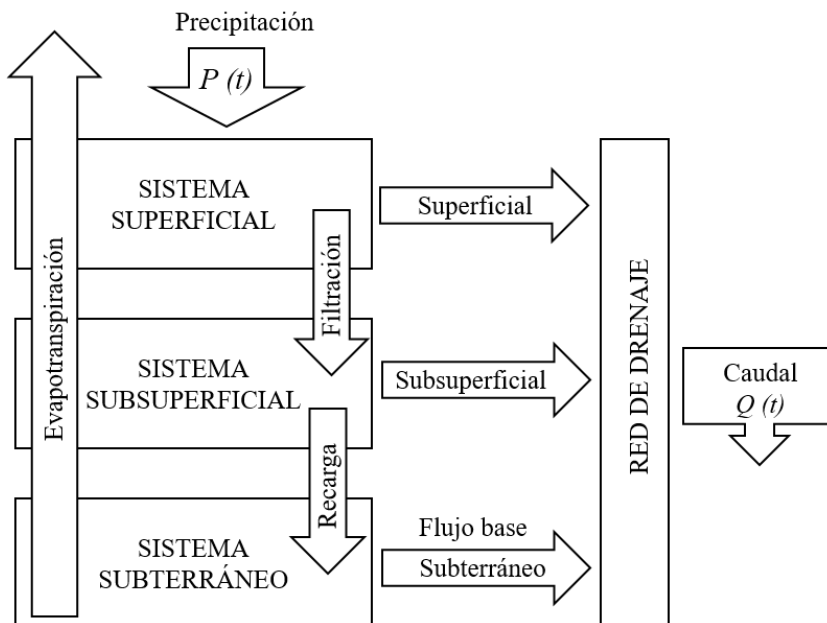 Precipitación
P (t)
SISTEMA
SUPERFICIAL
Superficial
Filtración
Evapotranspiración
SISTEMA
SUBSUPERFICIAL
Subsuperficial
RED DE DRENAJE
Caudal
Q (t)
Recarga
SISTEMA
SUBTERRÁNEO
Flujo base
Subterráneo